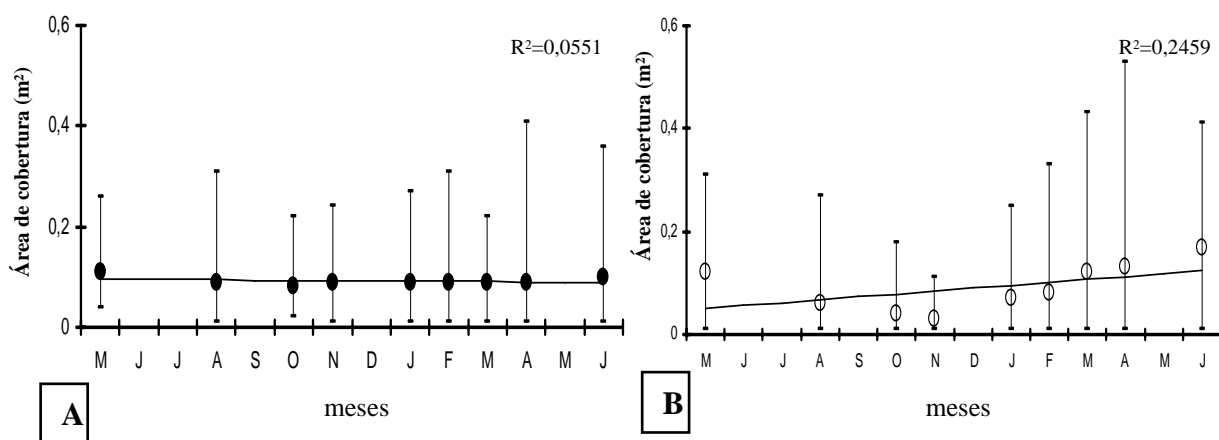 0,6
R²=0,0551
Área de cobertura (m²)
0,4
0,2
0
M J J A S O N D J F M A M J
A
meses
0,6
R²=0,2459
Área de cobertura (m²)
0,4
0,2
0
M J J A S O N D J F M A M J
B
meses